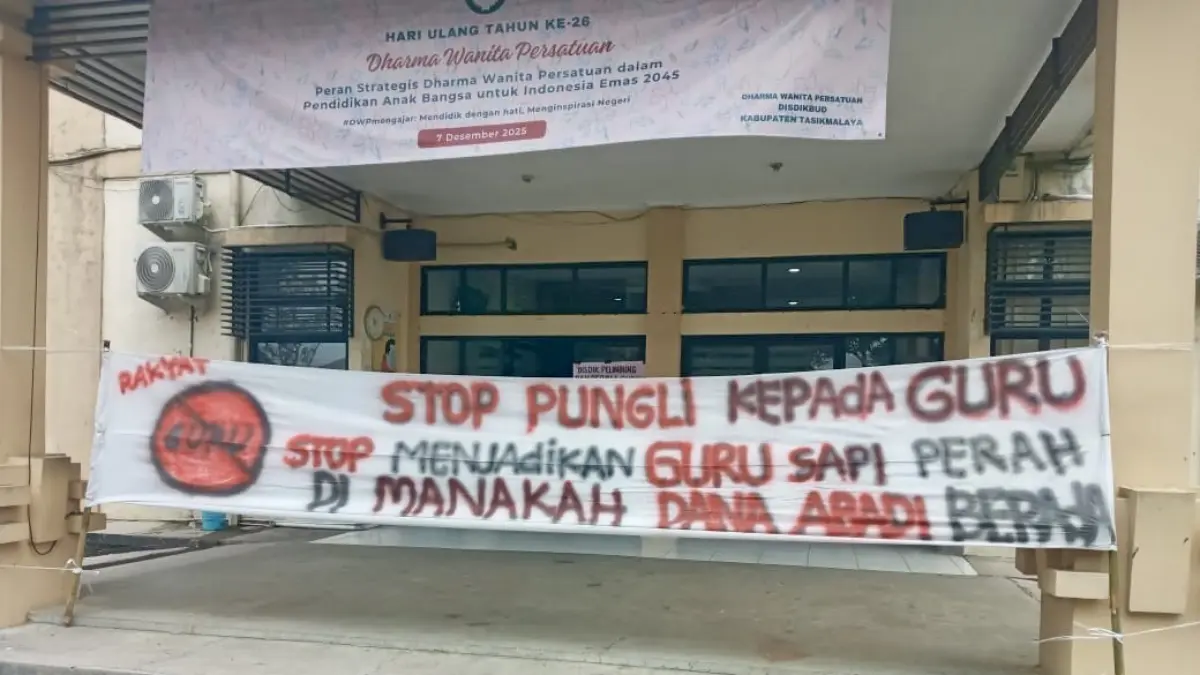 HARI ULANG TAHUN KE-26
Dharma Wanita Persatuan
Peran Strategis Dharma Wanita Persatuan dalam
Pendidikan Anak Bangsa untuk Indonesia Emas 2045
#DWPmengajar: Mendidik dengan hati, Menginspirasi Negeri
7 Desember 2025
DHARMA WANITA PERSATUAN
DISDIKBUD
KABUPATEN TASIKMALAYA
DISDIK PELINDUNG
RAKYAT
STOP PUNGLI KEPADA GURU
STOP MENJADiKAN GURU SAPI PERAH
DI MANAKAH DANA ABADI